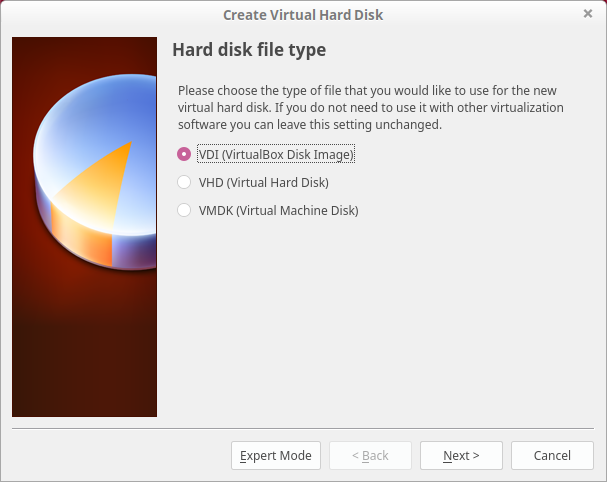 Create Virtual Hard Disk
Hard disk file type
Please choose the type of file that you would like to use for the new
virtual hard disk. If you do not need to use it with other virtualization
software you can leave this setting unchanged.
VDI (VirtualBox Disk Image)
VHD (Virtual Hard Disk)
VMDK (Virtual Machine Disk)
Expert Mode
< Back
Next >
Cancel